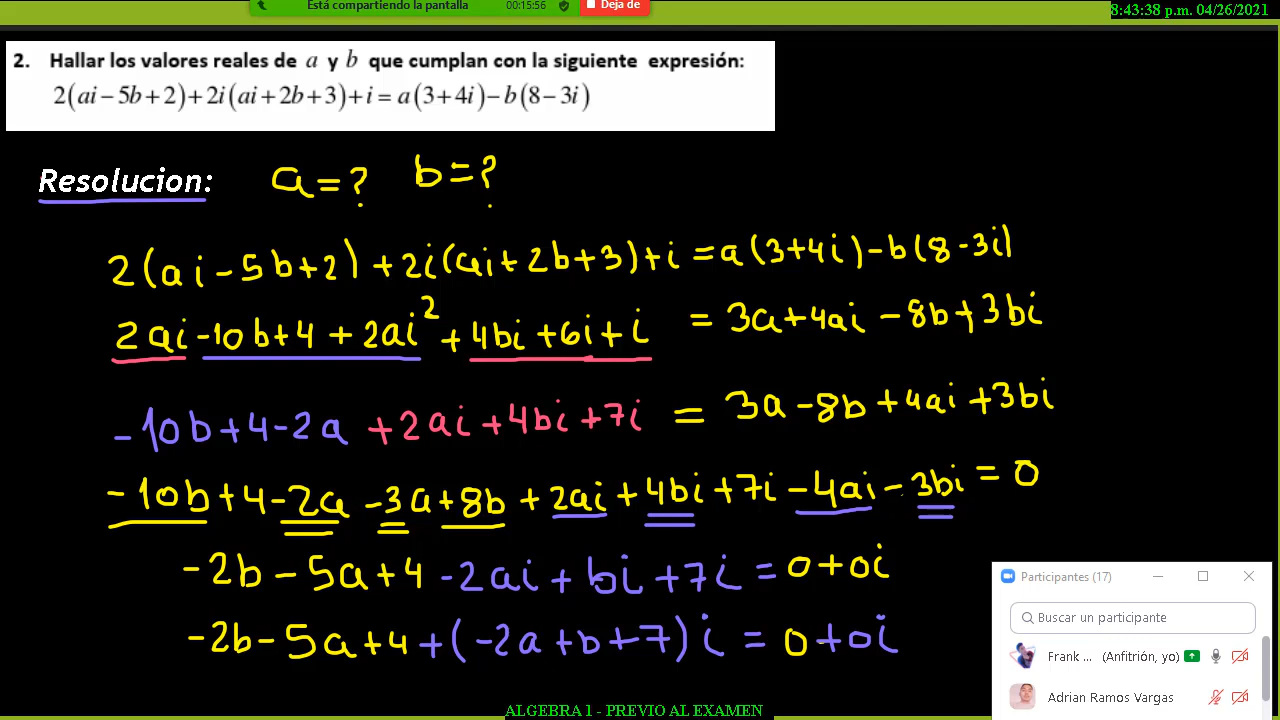 Está compartiendo la pantalla 00:15:56 Deja de
8:43:38 p.m. 04/26/2021
2. Hallar los valores reales de a y b que cumplan con la siguiente expresión:
2(ai − 5b + 2) + 2i(ai + 2b + 3) + i = a(3 + 4i) − b(8 − 3i)
Resolucion: a = ? b = ?
2(ai − 5b + 2) + 2i(ai + 2b + 3) + i = a(3 + 4i) − b(8 − 3i)
2ai − 10b + 4 + 2ai² + 4bi + 6i + i = 3a + 4ai − 8b + 3bi
− 10b + 4 − 2a + 2ai + 4bi + 7i = 3a − 8b + 4ai + 3bi
− 10b + 4 − 2a − 3a + 8b + 2ai + 4bi + 7i − 4ai − 3bi = 0
− 2b − 5a + 4 − 2ai + bi + 7i = 0 + 0i
− 2b − 5a + 4 + (− 2a + b + 7)i = 0 + 0i
Participantes (17)
Buscar un participante
Frank ... (Anfitrión, yo)
Adrian Ramos Vargas
ALGEBRA 1 - PREVIO AL EXAMEN